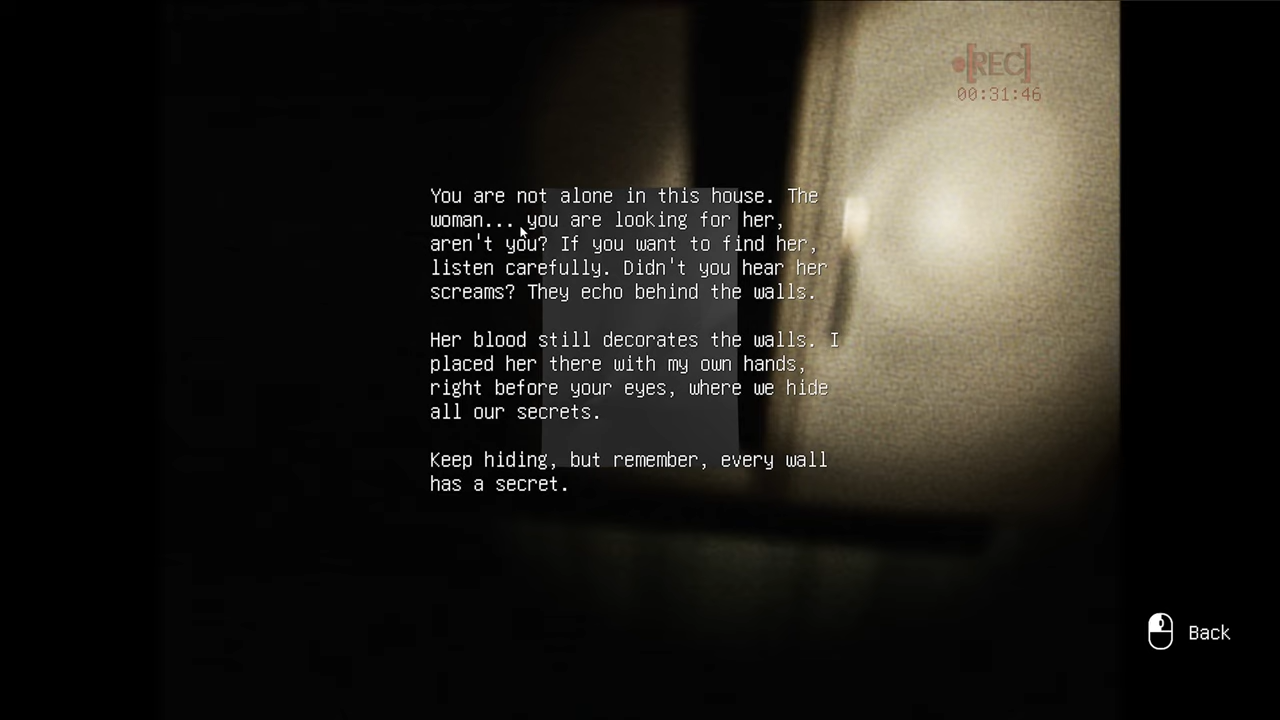 [REC]
00:31:46
You are not alone in this house. The
woman... you are looking for her,
aren't you? If you want to find her,
listen carefully. Didn't you hear her
screams? They echo behind the walls.
Her blood still decorates the walls. I
placed her there with my own hands,
right before your eyes, where we hide
all our secrets.
Keep hiding, but remember, every wall
has a secret.
Back